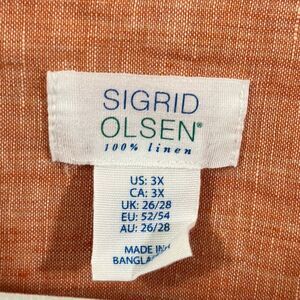 SIGRID
OLSEN®
100% linen
US: 3X
CA: 3X
UK: 26/28
EU: 52/54
AU: 26/28
MADE IN